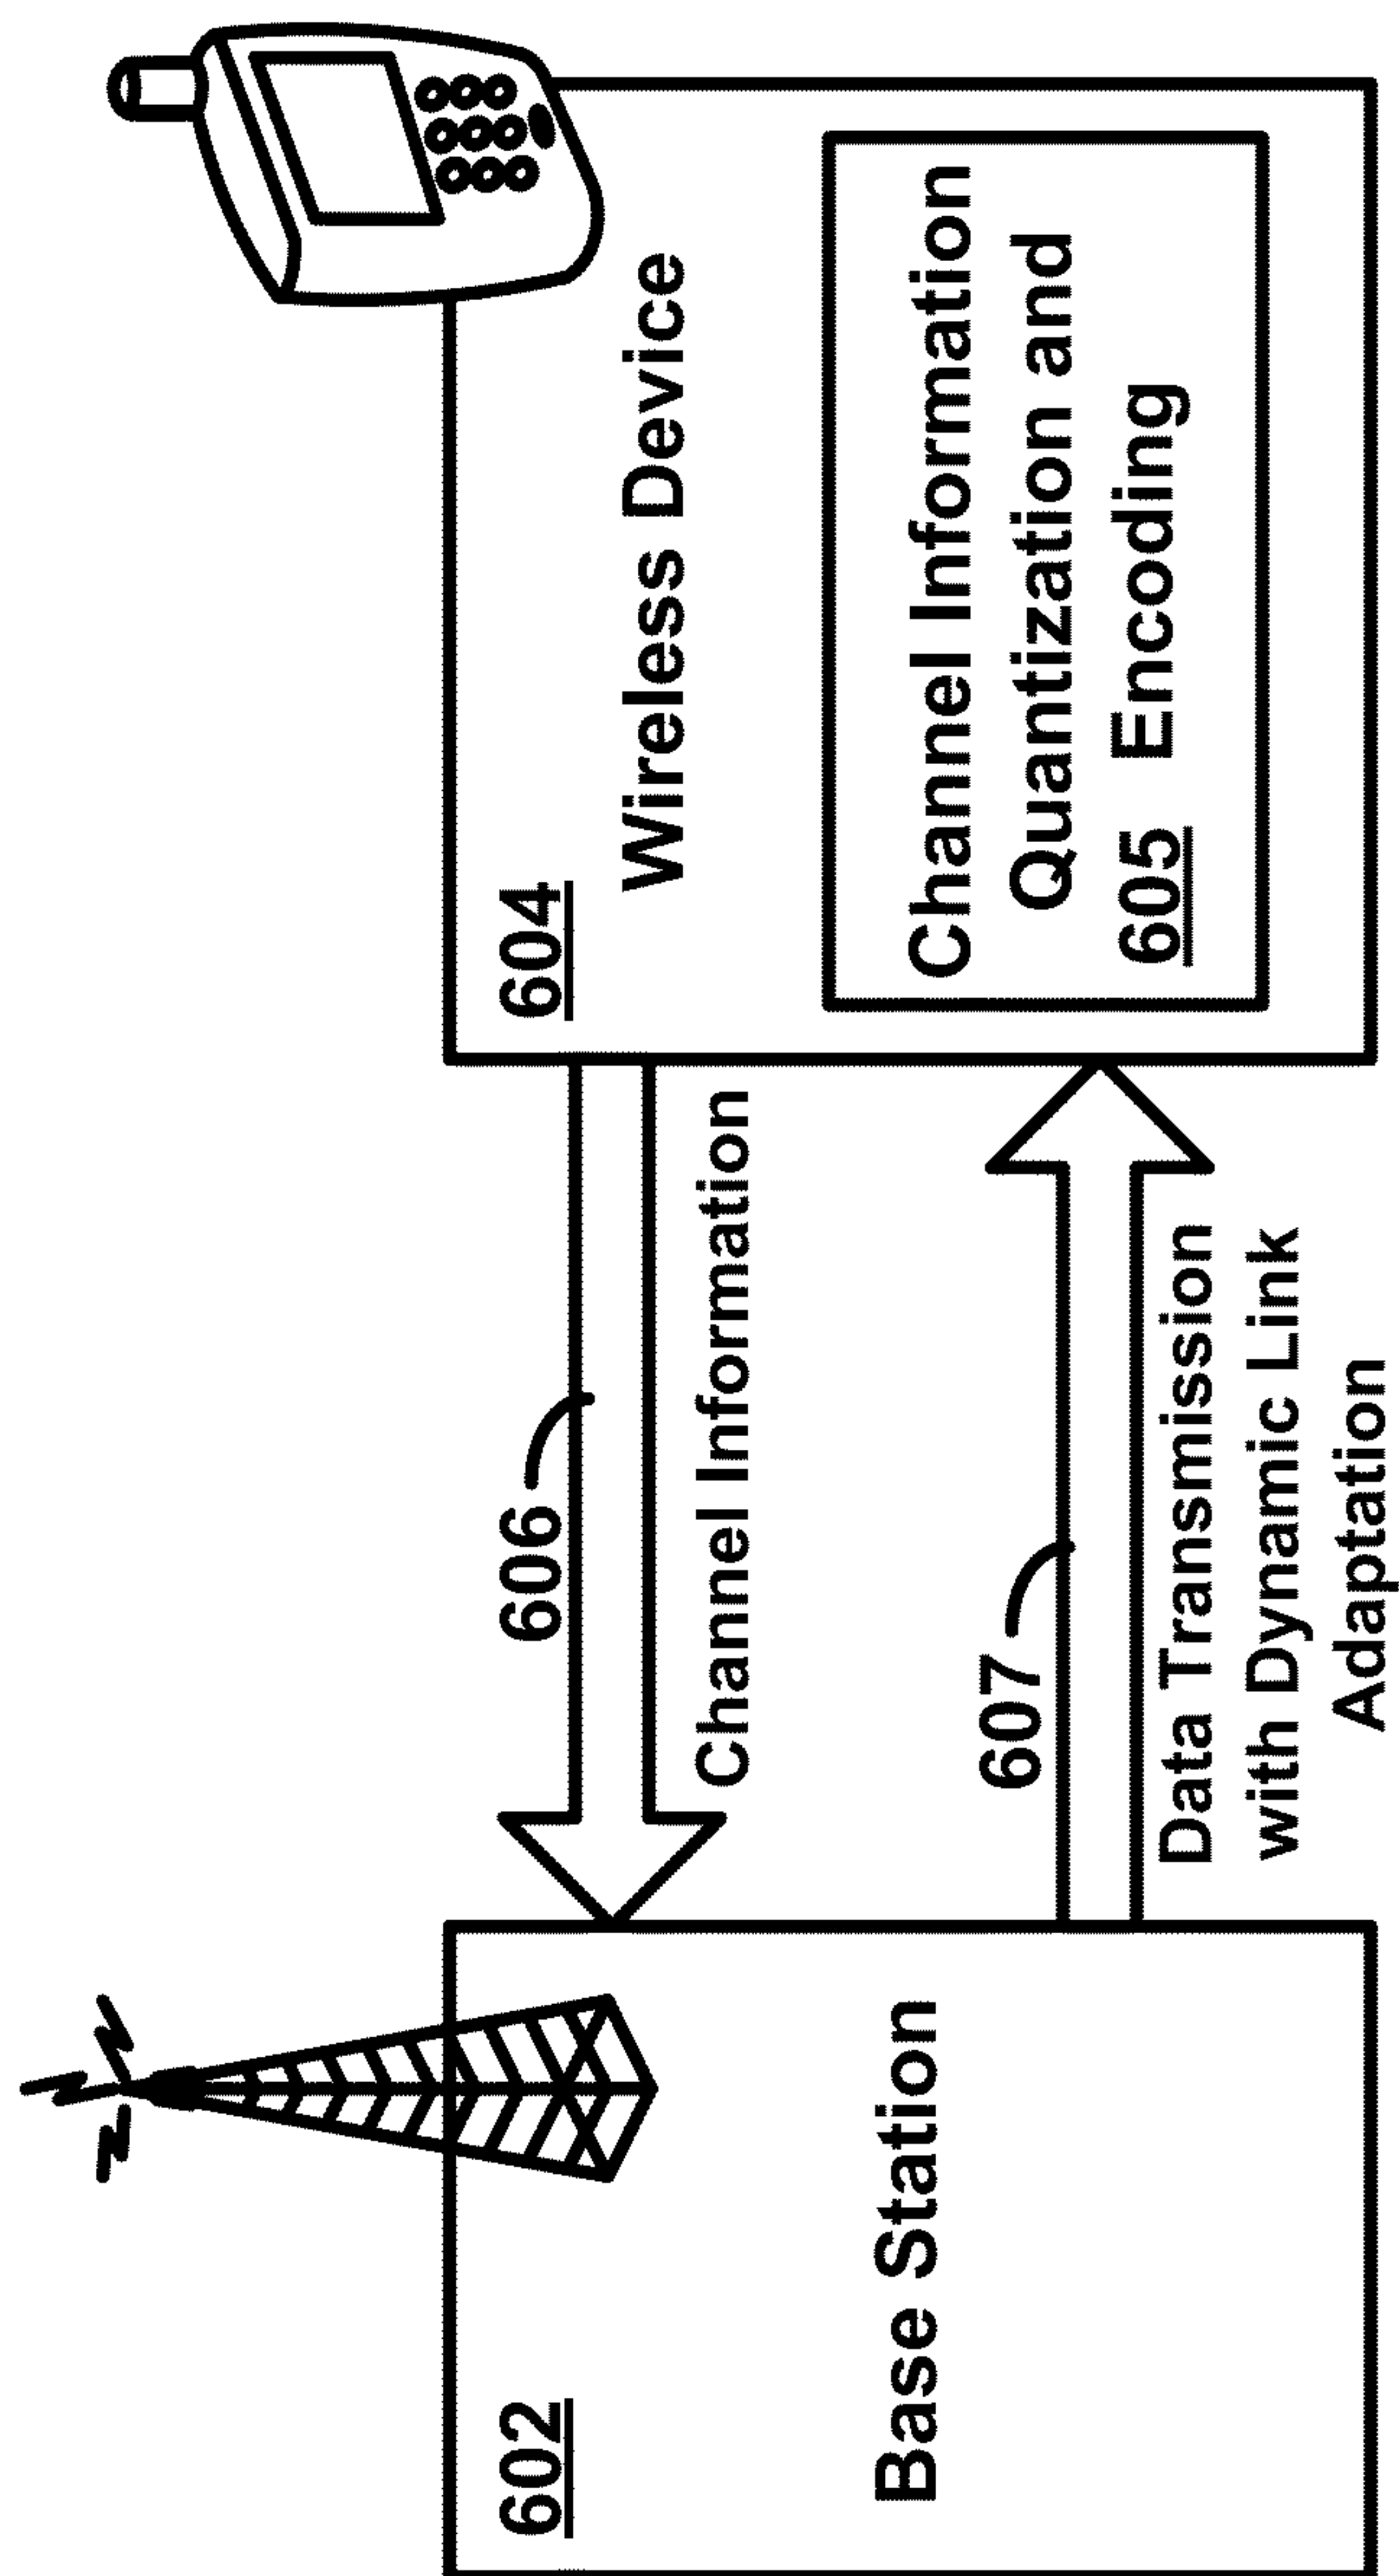 602
Base Station
606
Channel Information
607
Data Transmission
with Dynamic Link
Adaptation
604
Wireless Device
Channel Information
Quantization and
605 Encoding